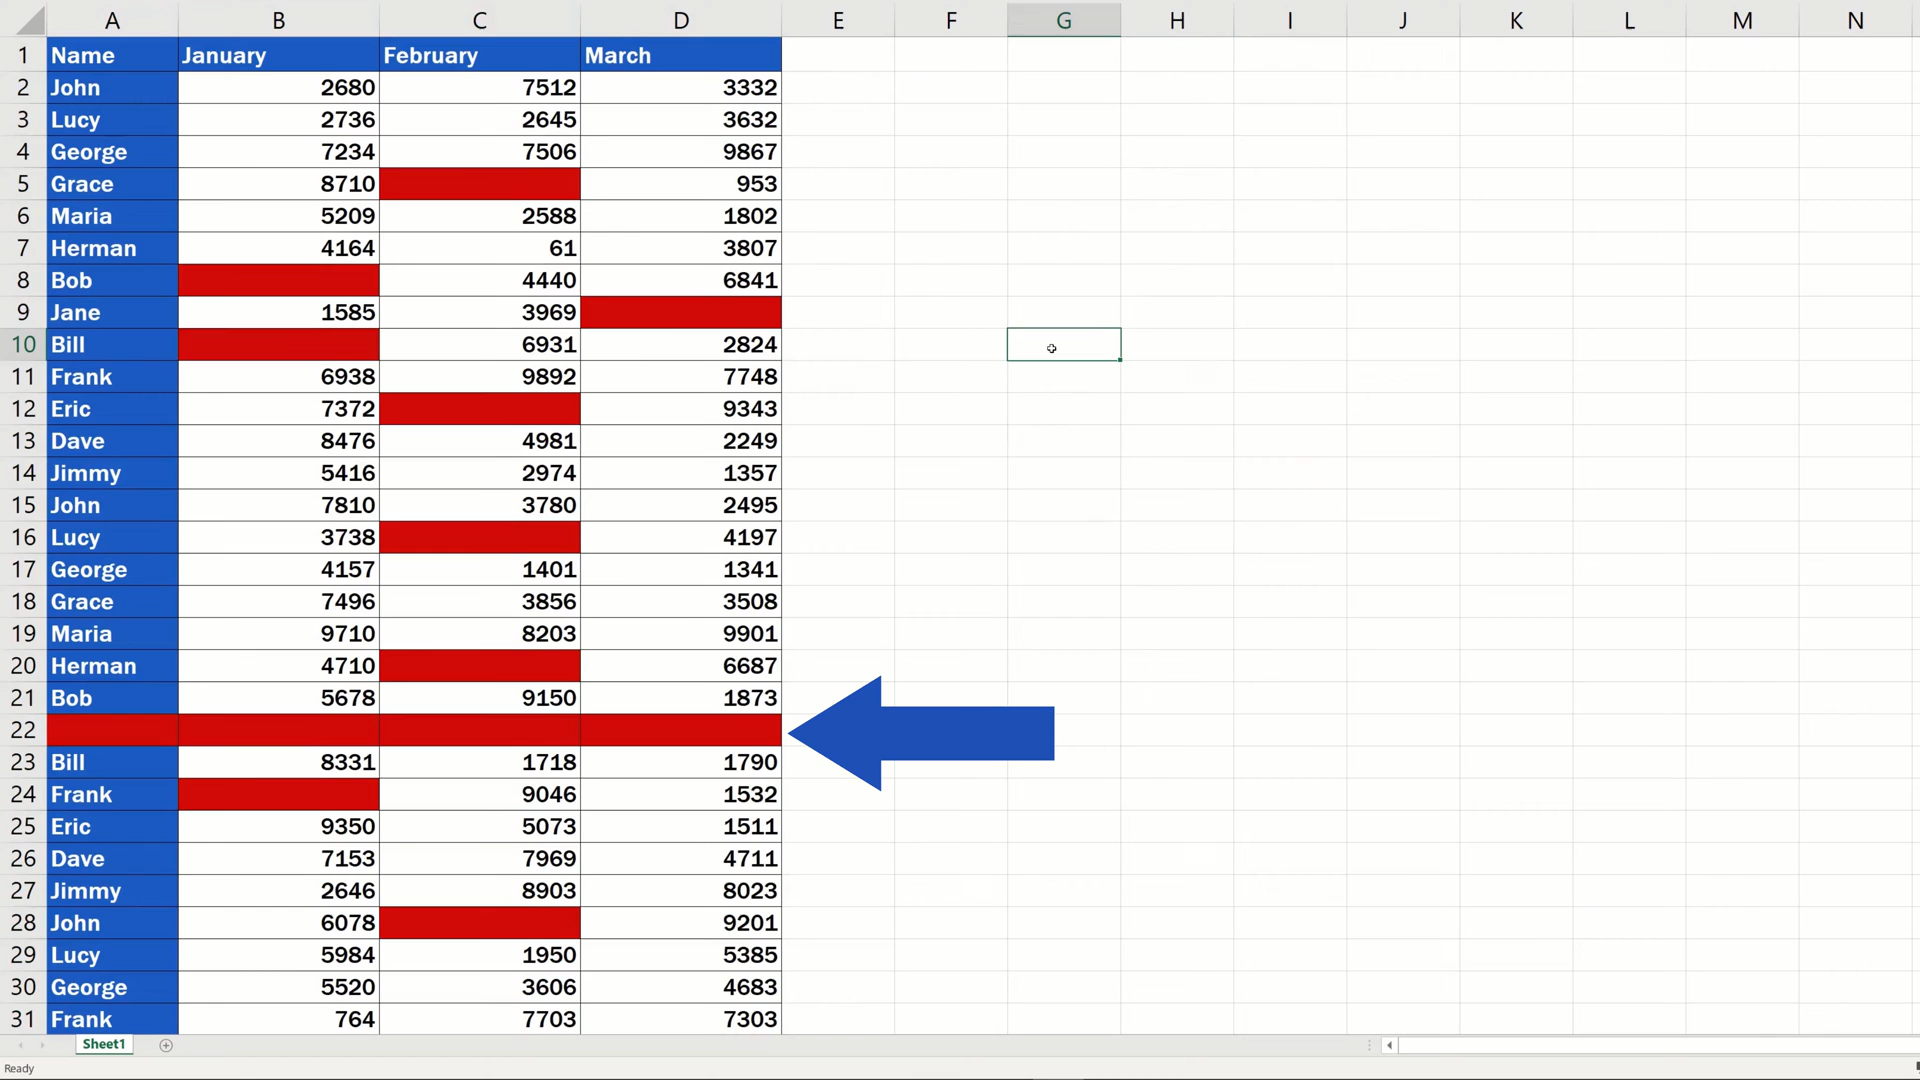 A B C D E F G H I J K L M N
1 Name January February March
2 John 2680 7512 3332
3 Lucy 2736 2645 3632
4 George 7234 7506 9867
5 Grace 8710 953
6 Maria 5209 2588 1802
7 Herman 4164 61 3807
8 Bob 4440 6841
9 Jane 1585 3969
10 Bill 6931 2824
11 Frank 6938 9892 7748
12 Eric 7372 9343
13 Dave 8476 4981 2249
14 Jimmy 5416 2974 1357
15 John 7810 3780 2495
16 Lucy 3738 4197
17 George 4157 1401 1341
18 Grace 7496 3856 3508
19 Maria 9710 8203 9901
20 Herman 4710 6687
21 Bob 5678 9150 1873
22
23 Bill 8331 1718 1790
24 Frank 9046 1532
25 Eric 9350 5073 1511
26 Dave 7153 7969 4711
27 Jimmy 2646 8903 8023
28 John 6078 9201
29 Lucy 5984 1950 5385
30 George 5520 3606 4683
31 Frank 764 7703 7303
Sheet1
Ready